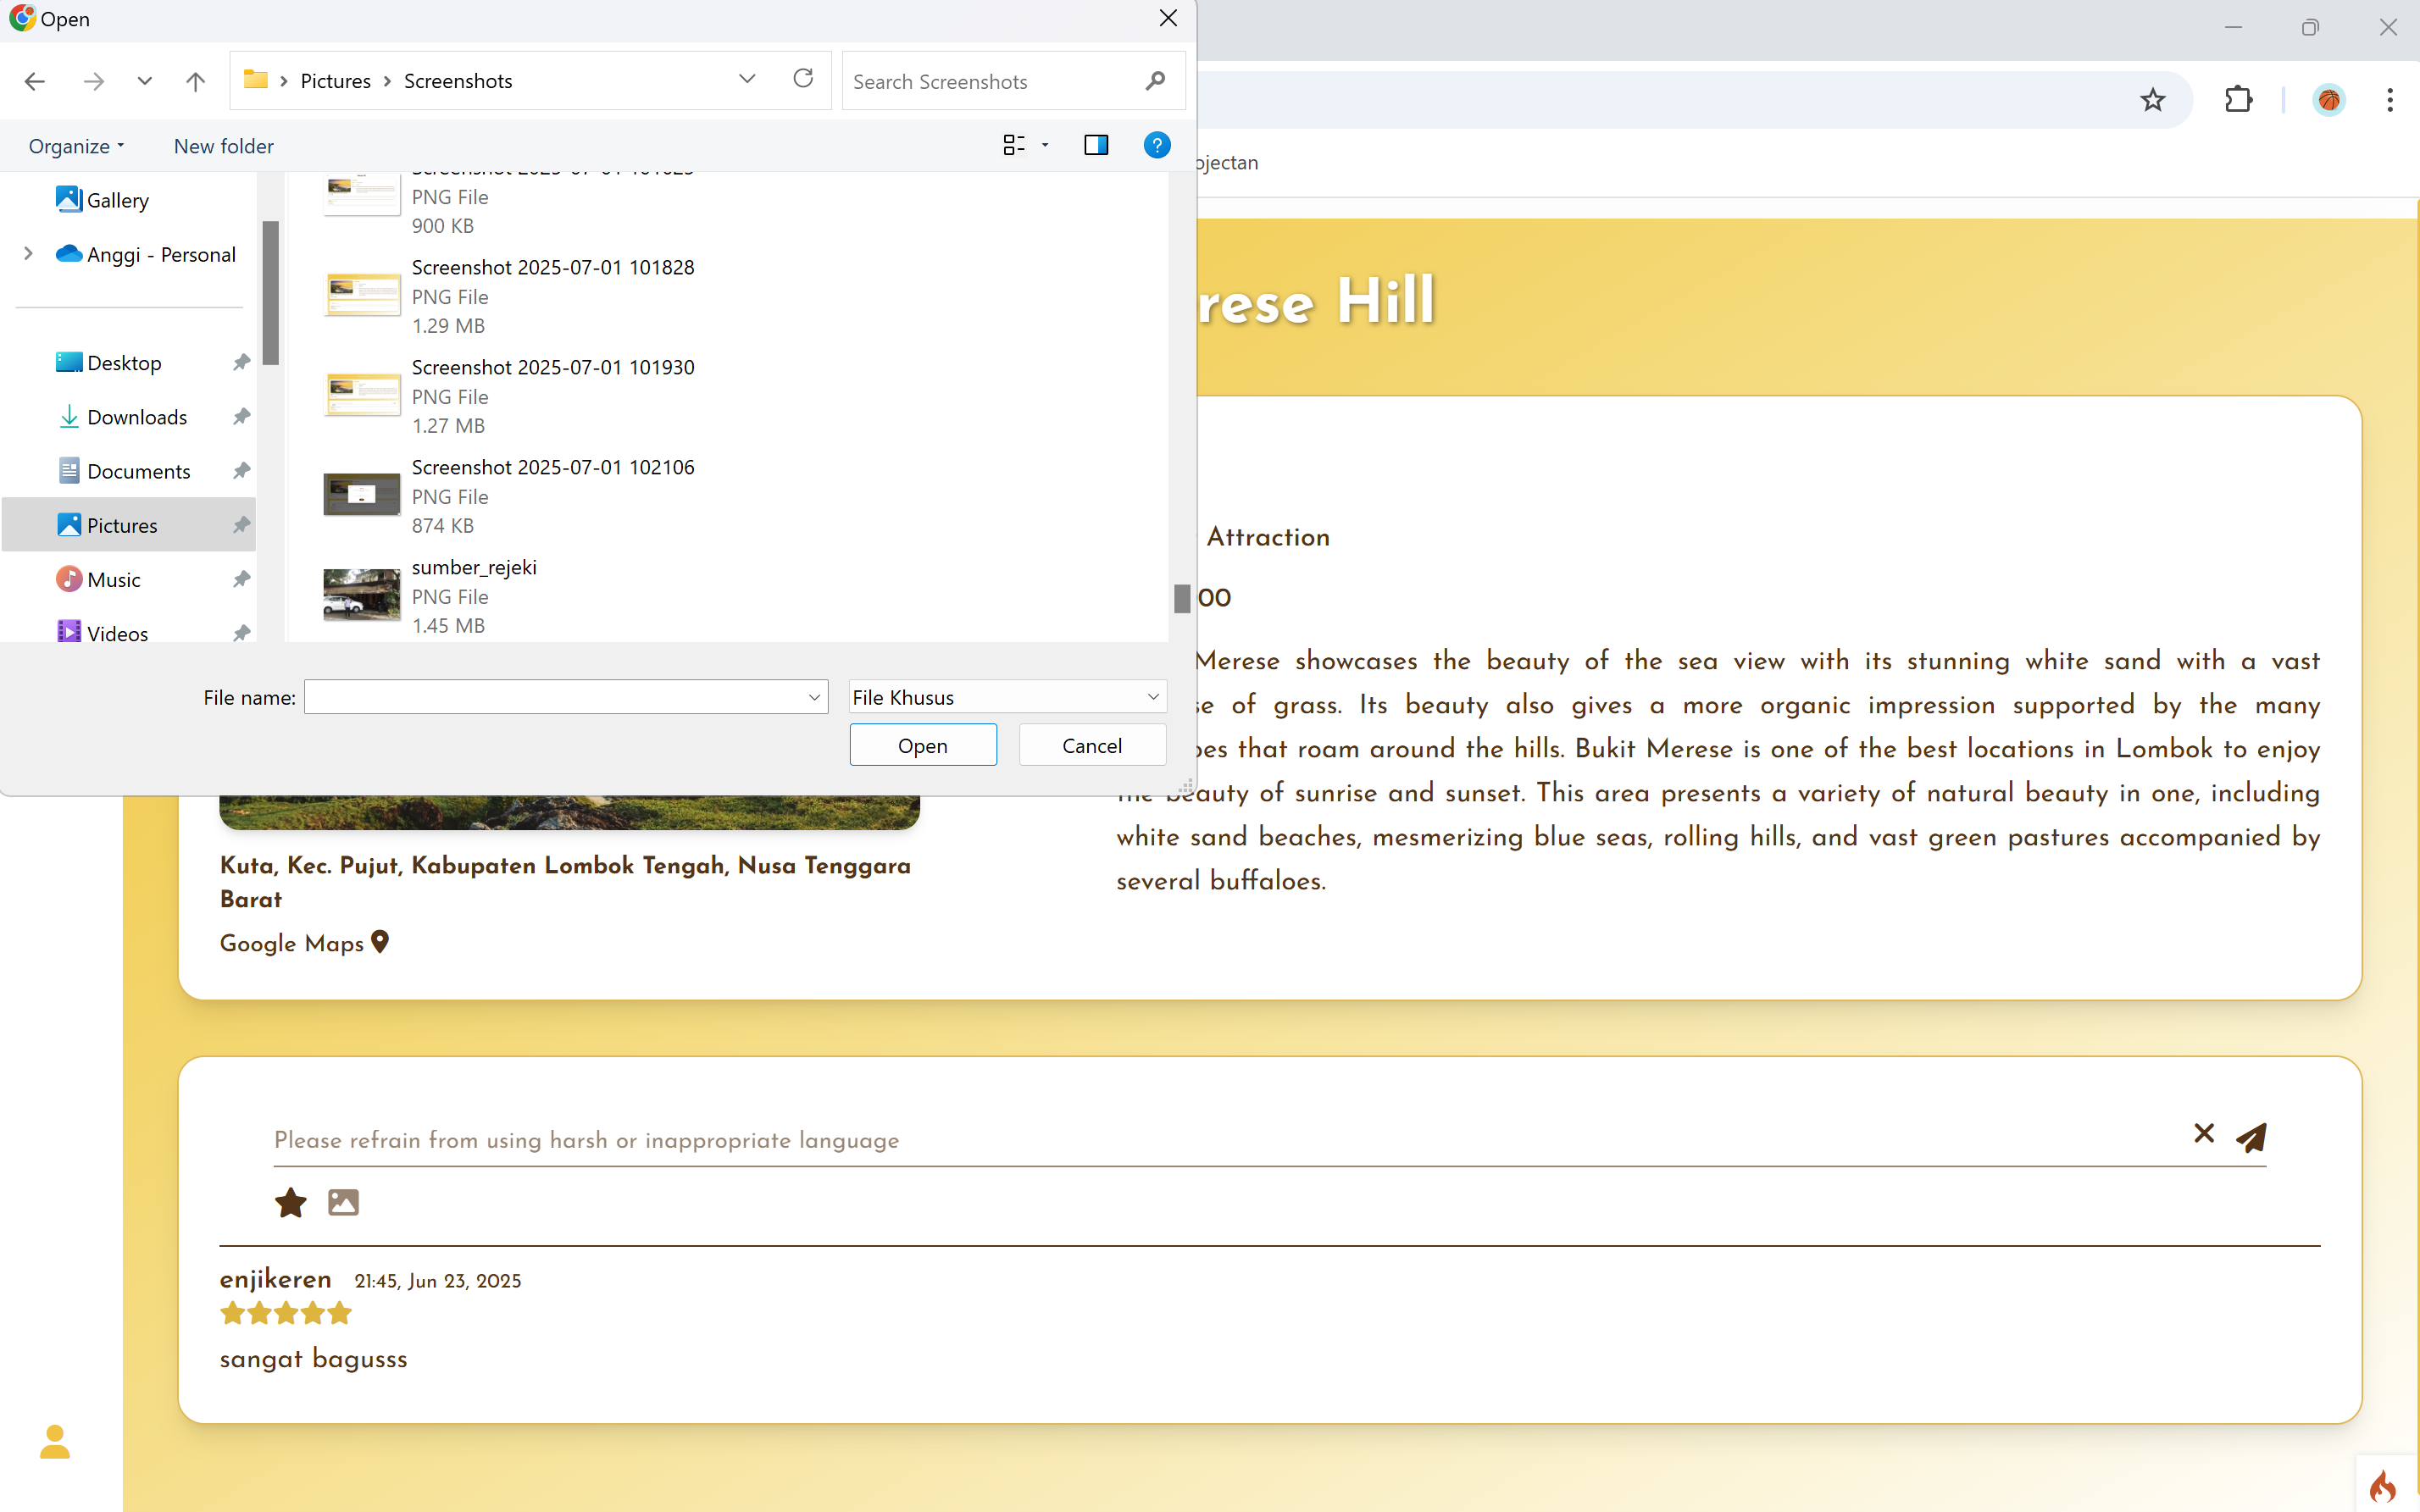 Open
Pictures
Screenshots
Search Screenshots
Organize
New folder
ojectan
Gallery
Anggi - Personal
Desktop
Downloads
Documents
Pictures
Music
Videos
PNG File
900 KB
Screenshot 2025-07-01 101828
PNG File
1.29 MB
Screenshot 2025-07-01 101930
PNG File
1.27 MB
Screenshot 2025-07-01 102106
PNG File
874 KB
sumber_rejeki
PNG File
1.45 MB
File name:
File Khusus
Open
Cancel
rese Hill
Attraction
00
Merese showcases the beauty of the sea view with its stunning white sand with a vast
se of grass. Its beauty also gives a more organic impression supported by the many
oes that roam around the hills. Bukit Merese is one of the best locations in Lombok to enjoy
the beauty of sunrise and sunset. This area presents a variety of natural beauty in one, including
white sand beaches, mesmerizing blue seas, rolling hills, and vast green pastures accompanied by
several buffaloes.
Kuta, Kec. Pujut, Kabupaten Lombok Tengah, Nusa Tenggara
Barat
Google Maps
Please refrain from using harsh or inappropriate language
enjikeren 21:45, Jun 23, 2025
sangat bagusss